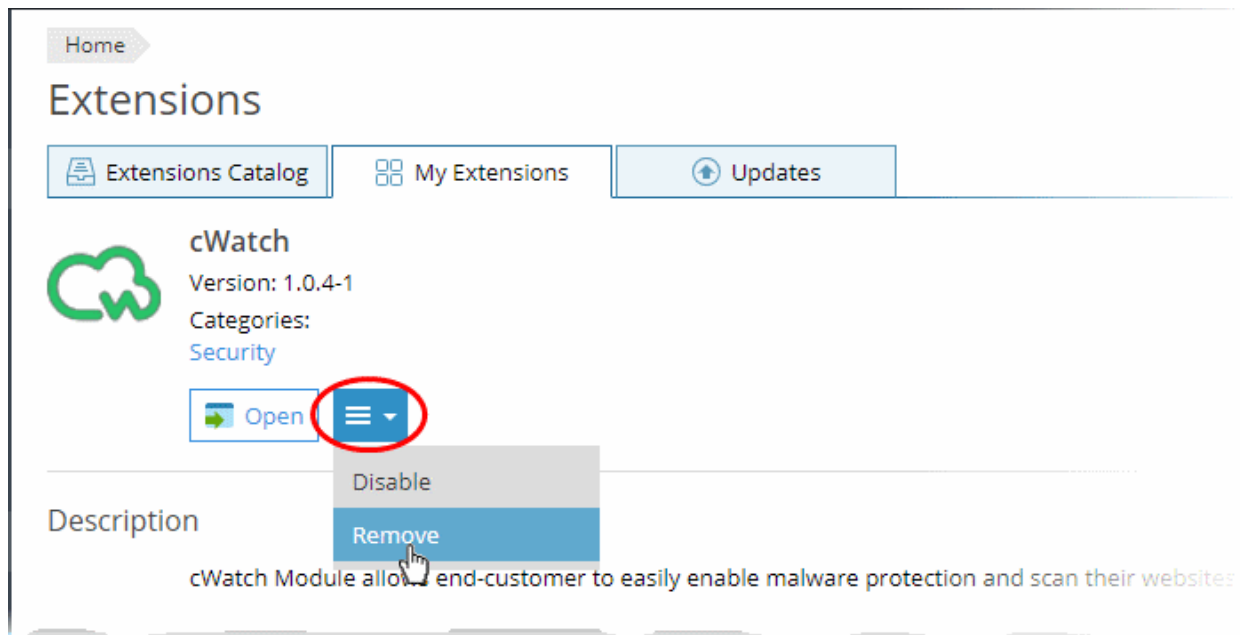 Home
Extensions
Extensions Catalog
My Extensions
Updates
cWatch
Version: 1.0.4-1
Categories:
Security
Open
Disable
Description
Remove
cWatch Module allows end-customer to easily enable malware protection and scan their websites